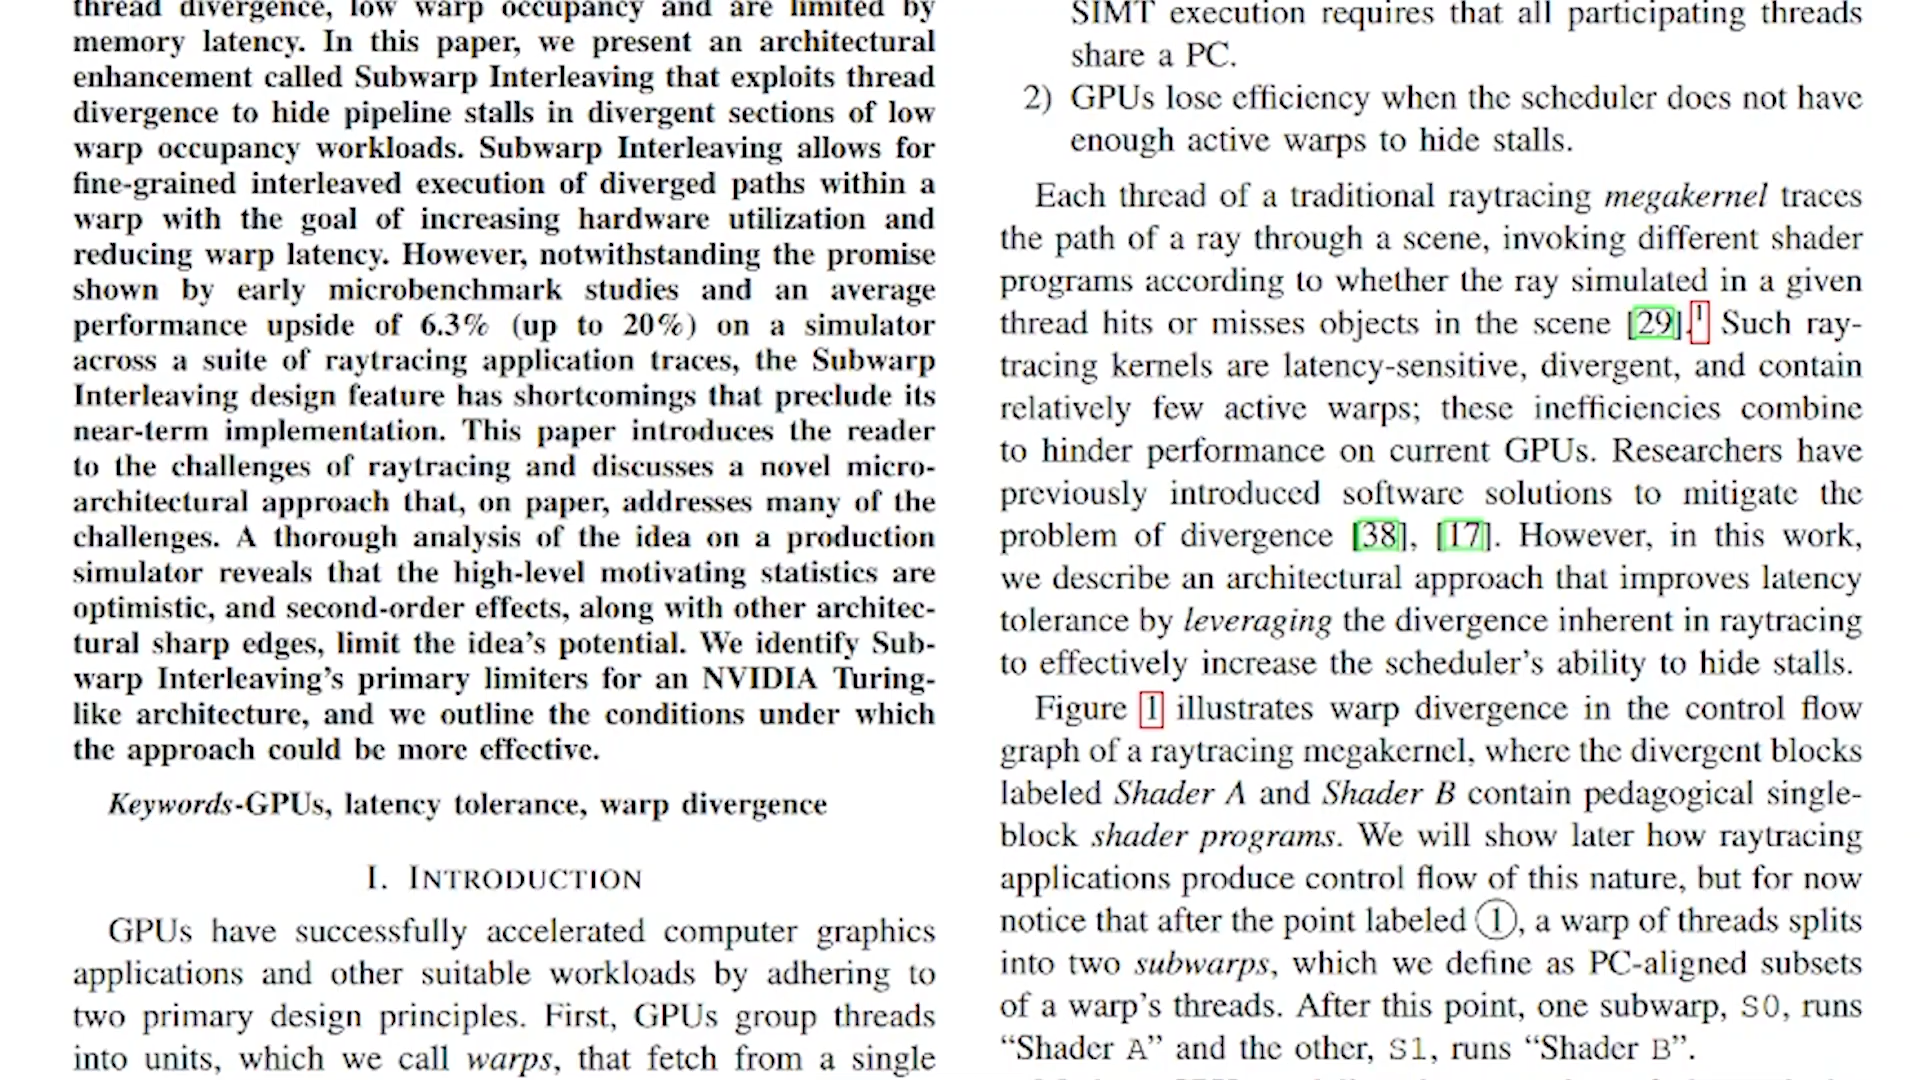 thread divergence, low warp occupancy and are limited by
memory latency. In this paper, we present an architectural
enhancement called Subwarp Interleaving that exploits thread
divergence to hide pipeline stalls in divergent sections of low
warp occupancy workloads. Subwarp Interleaving allows for
fine-grained interleaved execution of diverged paths within a
warp with the goal of increasing hardware utilization and
reducing warp latency. However, notwithstanding the promise
shown by early microbenchmark studies and an average
performance upside of 6.3% (up to 20%) on a simulator
across a suite of raytracing application traces, the Subwarp
Interleaving design feature has shortcomings that preclude its
near-term implementation. This paper introduces the reader
to the challenges of raytracing and discusses a novel micro-
architectural approach that, on paper, addresses many of the
challenges. A thorough analysis of the idea on a production
simulator reveals that the high-level motivating statistics are
optimistic, and second-order effects, along with other architec-
tural sharp edges, limit the idea's potential. We identify Sub-
warp Interleaving's primary limiters for an NVIDIA Turing-
like architecture, and we outline the conditions under which
the approach could be more effective.
Keywords-GPUs, latency tolerance, warp divergence
I. INTRODUCTION
GPUs have successfully accelerated computer graphics
applications and other suitable workloads by adhering to
two primary design principles. First, GPUs group threads
into units, which we call warps, that fetch from a single
SIMT execution requires that all participating threads
share a PC.
2) GPUs lose efficiency when the scheduler does not have
enough active warps to hide stalls.
Each thread of a traditional raytracing megakernel traces
the path of a ray through a scene, invoking different shader
programs according to whether the ray simulated in a given
thread hits or misses objects in the scene [29].1 Such ray-
tracing kernels are latency-sensitive, divergent, and contain
relatively few active warps; these inefficiencies combine
to hinder performance on current GPUs. Researchers have
previously introduced software solutions to mitigate the
problem of divergence [38], [17]. However, in this work,
we describe an architectural approach that improves latency
tolerance by leveraging the divergence inherent in raytracing
to effectively increase the scheduler's ability to hide stalls.
Figure 1 illustrates warp divergence in the control flow
graph of a raytracing megakernel, where the divergent blocks
labeled Shader A and Shader B contain pedagogical single-
block shader programs. We will show later how raytracing
applications produce control flow of this nature, but for now
notice that after the point labeled ①, a warp of threads splits
into two subwarps, which we define as PC-aligned subsets
of a warp's threads. After this point, one subwarp, S0, runs
“Shader A” and the other, S1, runs “Shader B”.